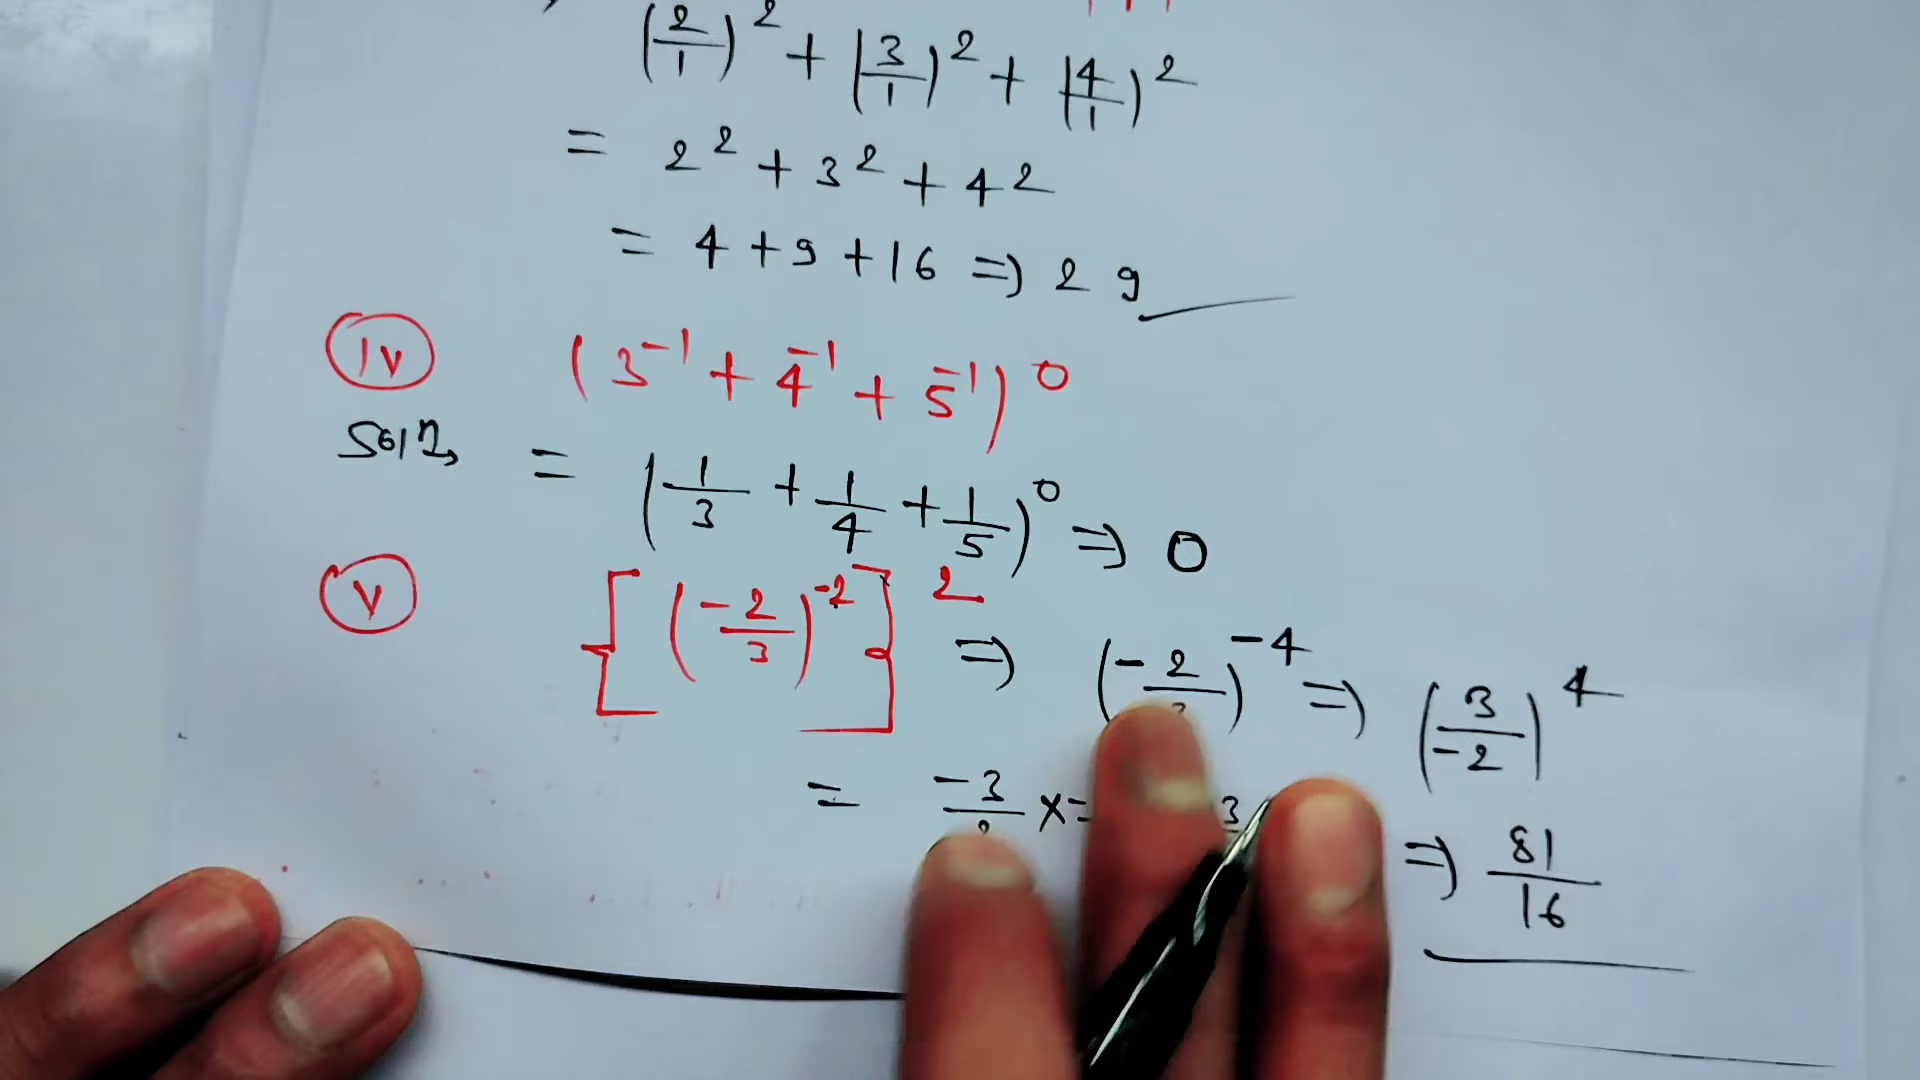 (2/1)² + (3/1)² + (4/1)²
= 2² + 3² + 4²
= 4 + 9 + 16 ⇒ 29
(iv) (3⁻¹ + 4⁻¹ + 5⁻¹)⁰
Soln, = (1/3 + 1/4 + 1/5)⁰ ⇒ 0
(v) {(-2/3)⁻²}² ⇒ (-2/3)⁻⁴ ⇒ (3/-2)⁴
= -3/2 × 3 ⇒ 81/16